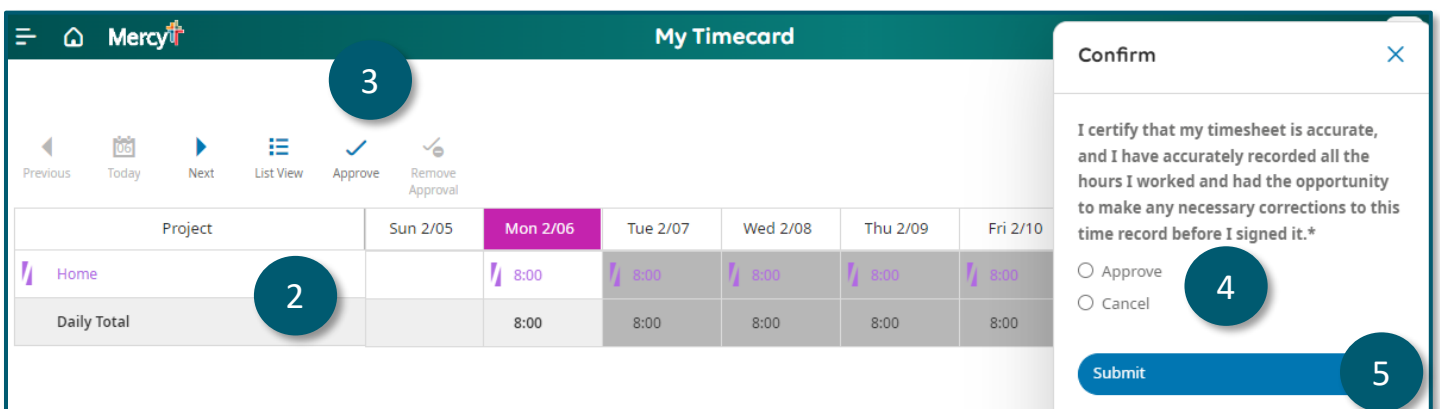 Mercy
My Timecard
3
06
Previous
Today
Next
List View
Approve
Remove
Approval
Project
Sun 2/05
Mon 2/06
Tue 2/07
Wed 2/08
Thu 2/09
Fri 2/10
Home
8:00
8:00
8:00
8:00
8:00
2
Daily Total
8:00
8:00
8:00
8:00
8:00
Confirm
I certify that my timesheet is accurate,
and I have accurately recorded all the
hours I worked and had the opportunity
to make any necessary corrections to this
time record before I signed it.*
Approve
Cancel
4
Submit
5